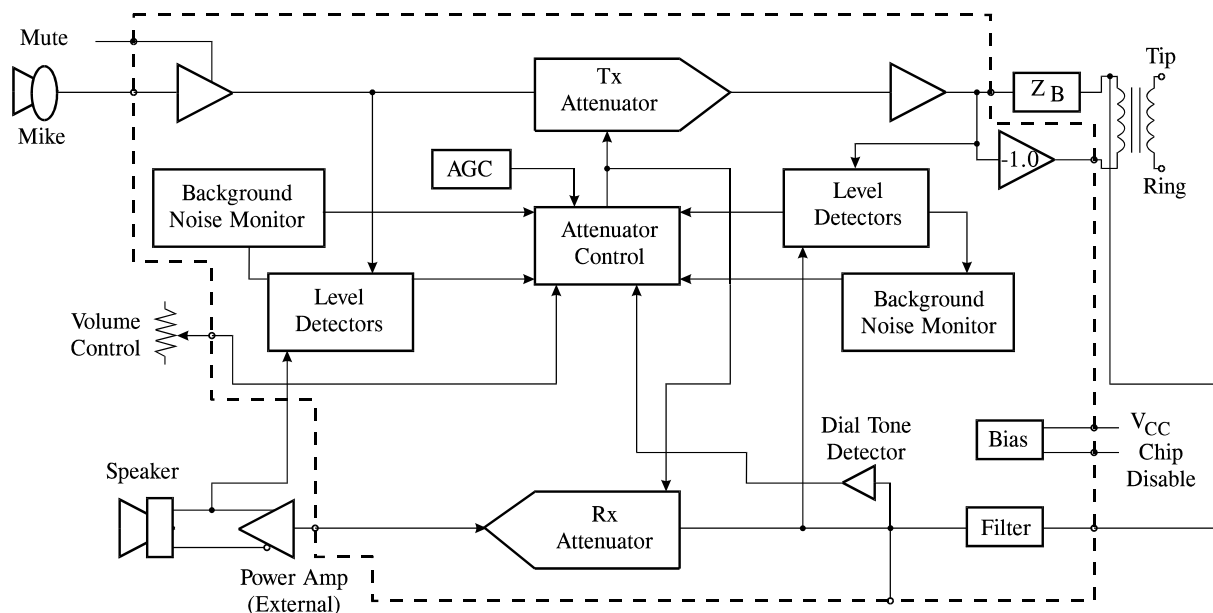 Mute
Mike
Tx
Attenuator
Z B
Tip
-1.0
Ring
AGC
Background
Noise Monitor
Level
Detectors
Attenuator
Control
Level
Detectors
Background
Noise Monitor
Volume
Control
Dial Tone
Detector
Bias
VCC
Chip
Disable
Speaker
Rx
Attenuator
Filter
Power Amp
(External)